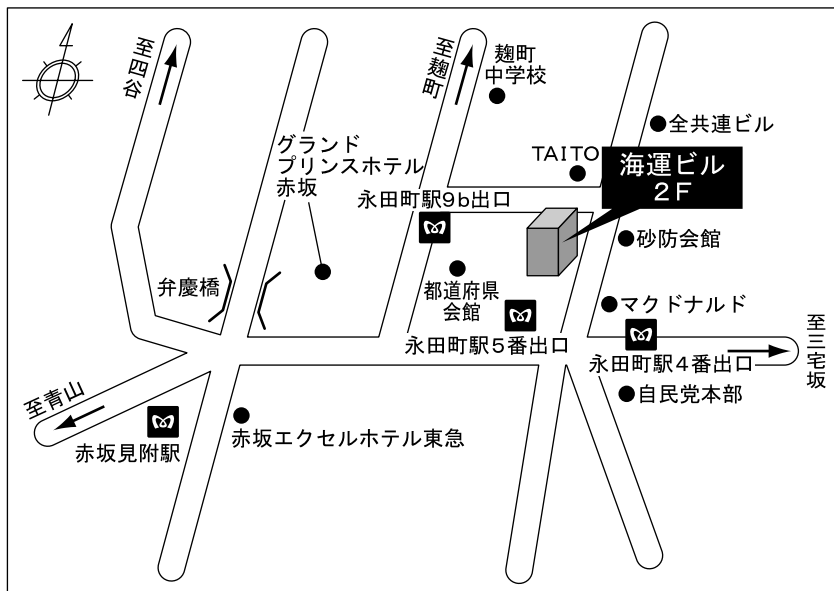 至四谷
至麹町
麹町
中学校
全共連ビル
グランド
プリンスホテル
赤坂
TAITO
海運ビル
2F
永田町駅9b出口
砂防会館
弁慶橋
都道府県
会館
マクドナルド
永田町駅5番出口
永田町駅4番出口
至三宅坂
至青山
自民党本部
赤坂見附駅
赤坂エクセルホテル東急